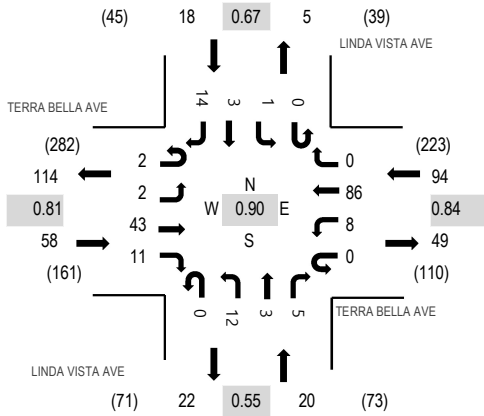 (45) 18 0.67 5 (39)
LINDA VISTA AVE
TERRA BELLA AVE
14 3 1 0
(282) (223)
114 2 0 94
2 N 86
0.81 W 0.90 E 0.84
43 S 8
58 11 0 49
(161) (110)
0 12 3 5
TERRA BELLA AVE
LINDA VISTA AVE
(71) 22 0.55 20 (73)